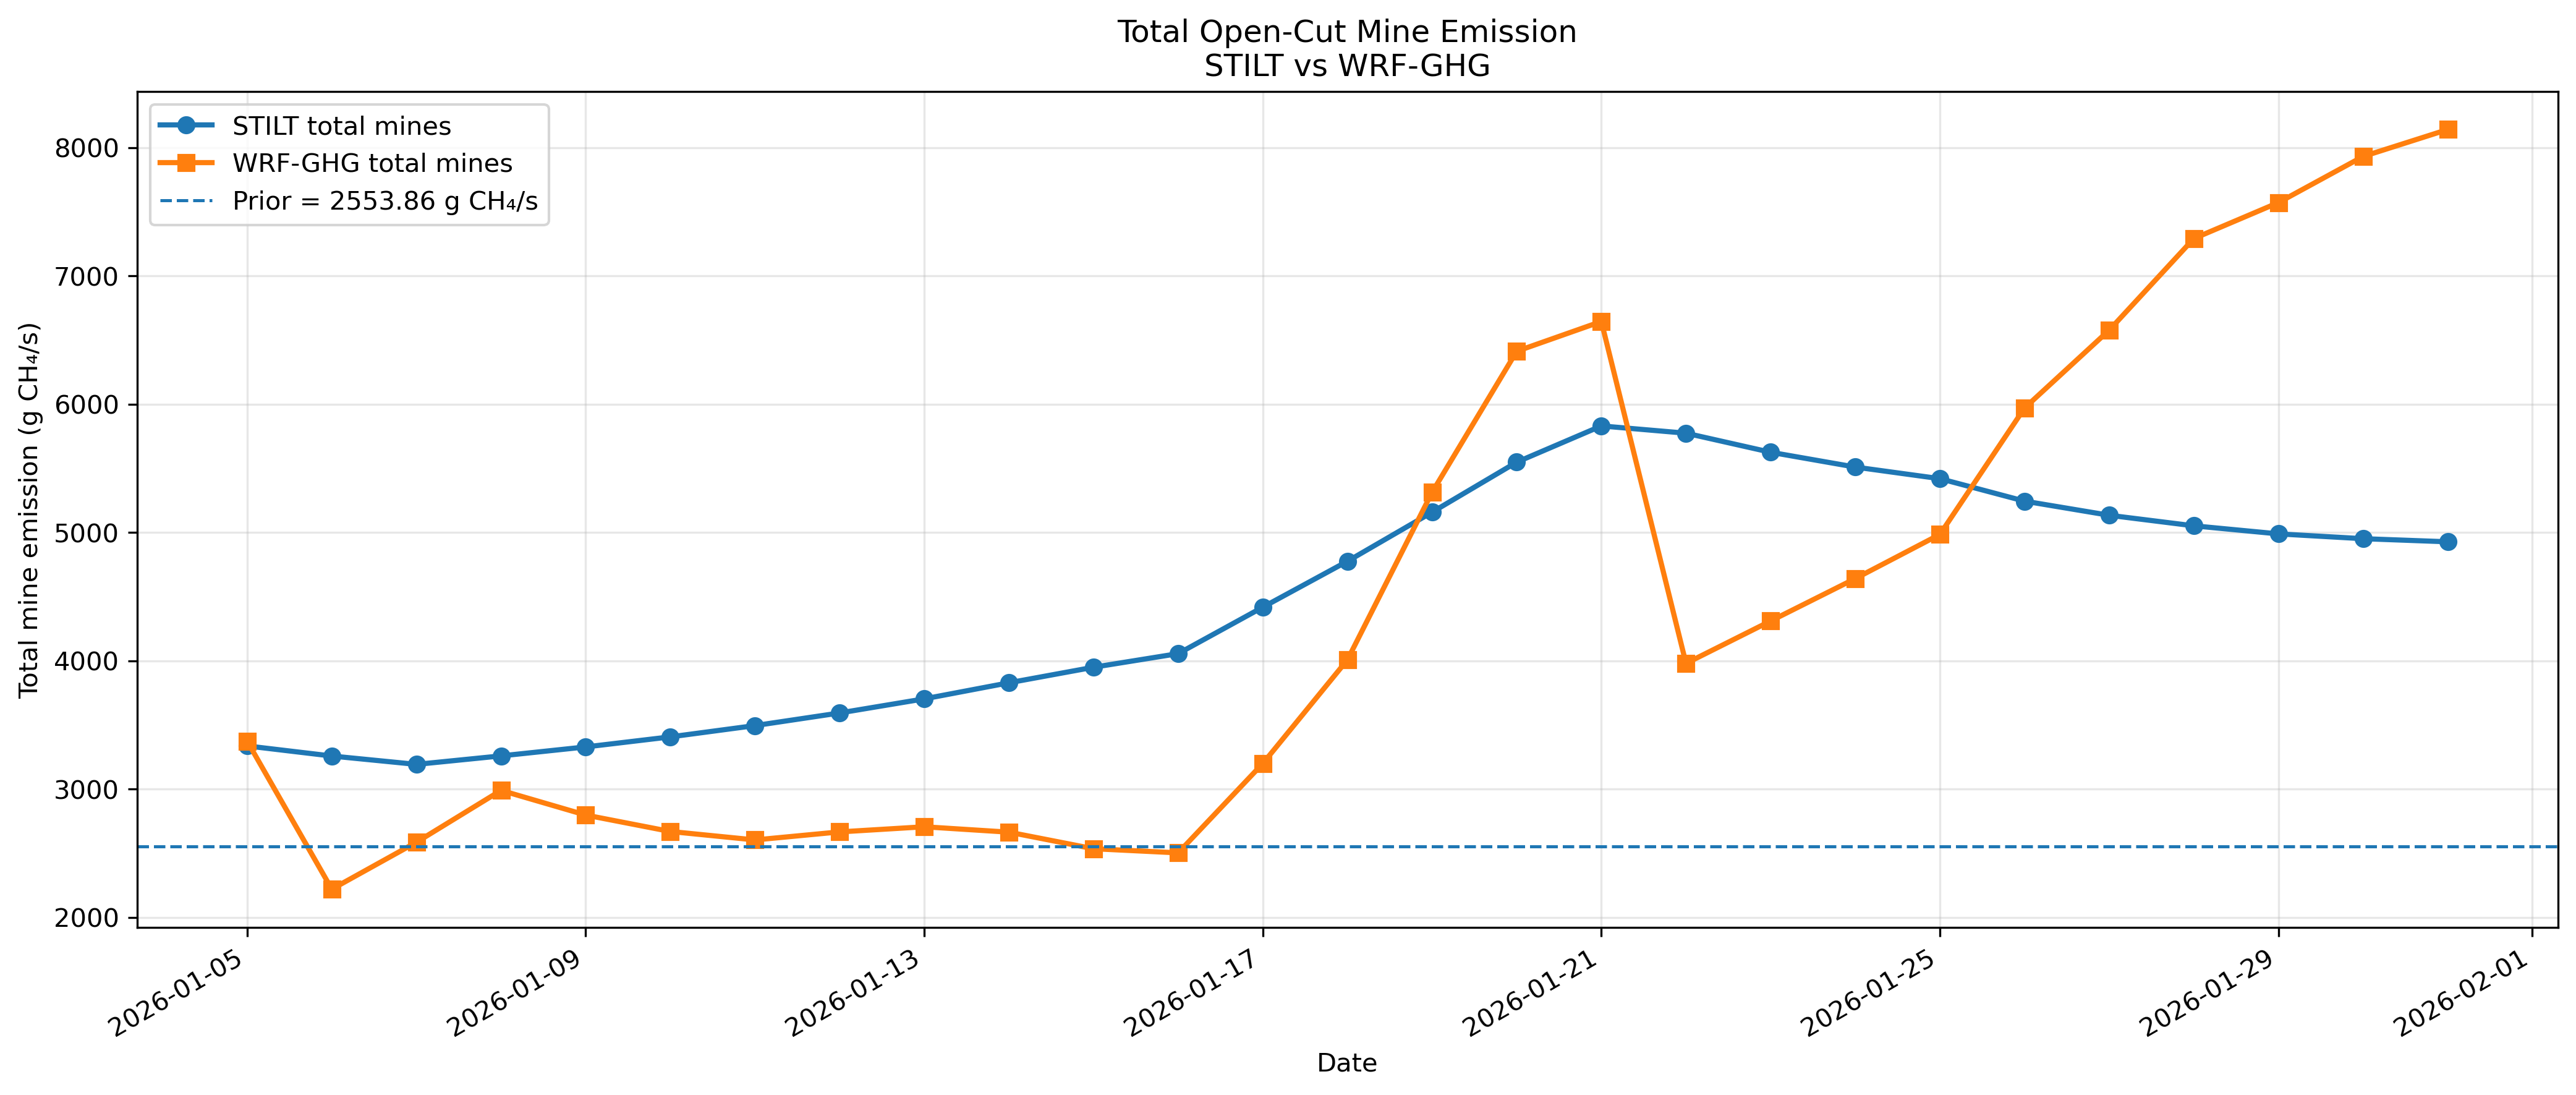 Total Open-Cut Mine Emission
STILT vs WRF-GHG
STILT total mines
WRF-GHG total mines
Prior = 2553.86 g CH₄/s
Total mine emission (g CH₄/s)
8000
7000
6000
5000
4000
3000
2000
2026-01-05
2026-01-09
2026-01-13
2026-01-17
2026-01-21
2026-01-25
2026-01-29
2026-02-01
Date